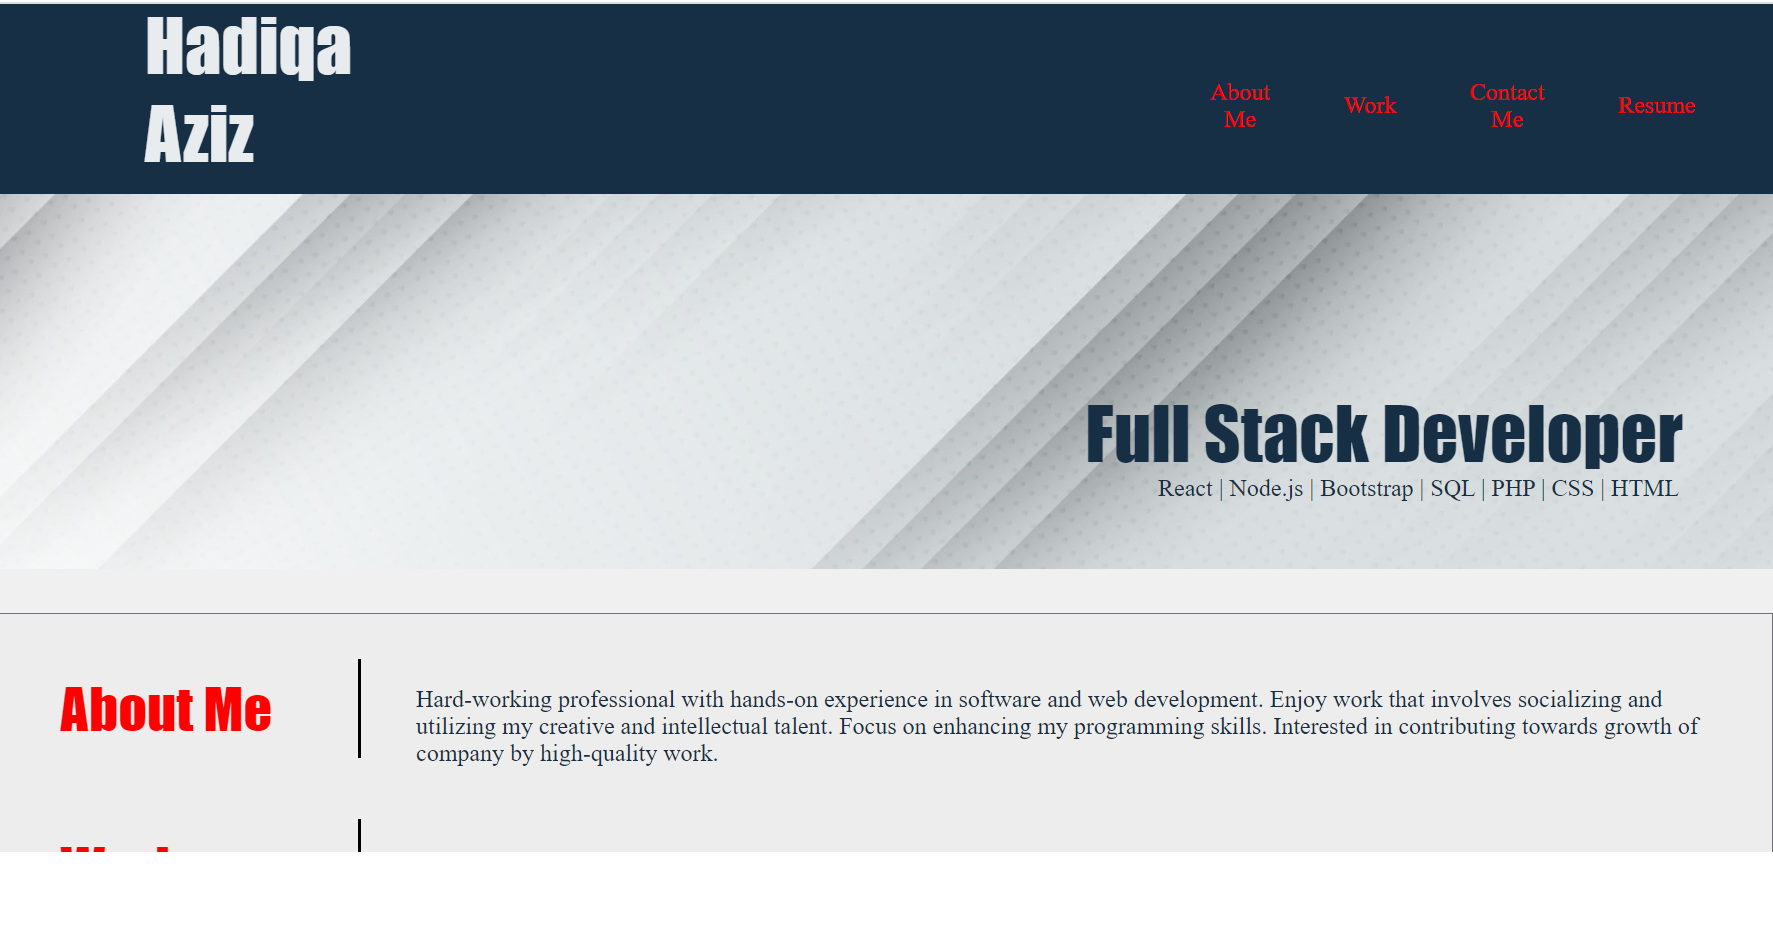 Hadiqa
Aziz
About
Me
Work
Contact
Me
Resume
Full Stack Developer
React | Node.js | Bootstrap | SQL | PHP | CSS | HTML
About Me
Hard-working professional with hands-on experience in software and web development. Enjoy work that involves socializing and
utilizing my creative and intellectual talent. Focus on enhancing my programming skills. Interested in contributing towards growth of
company by high-quality work.